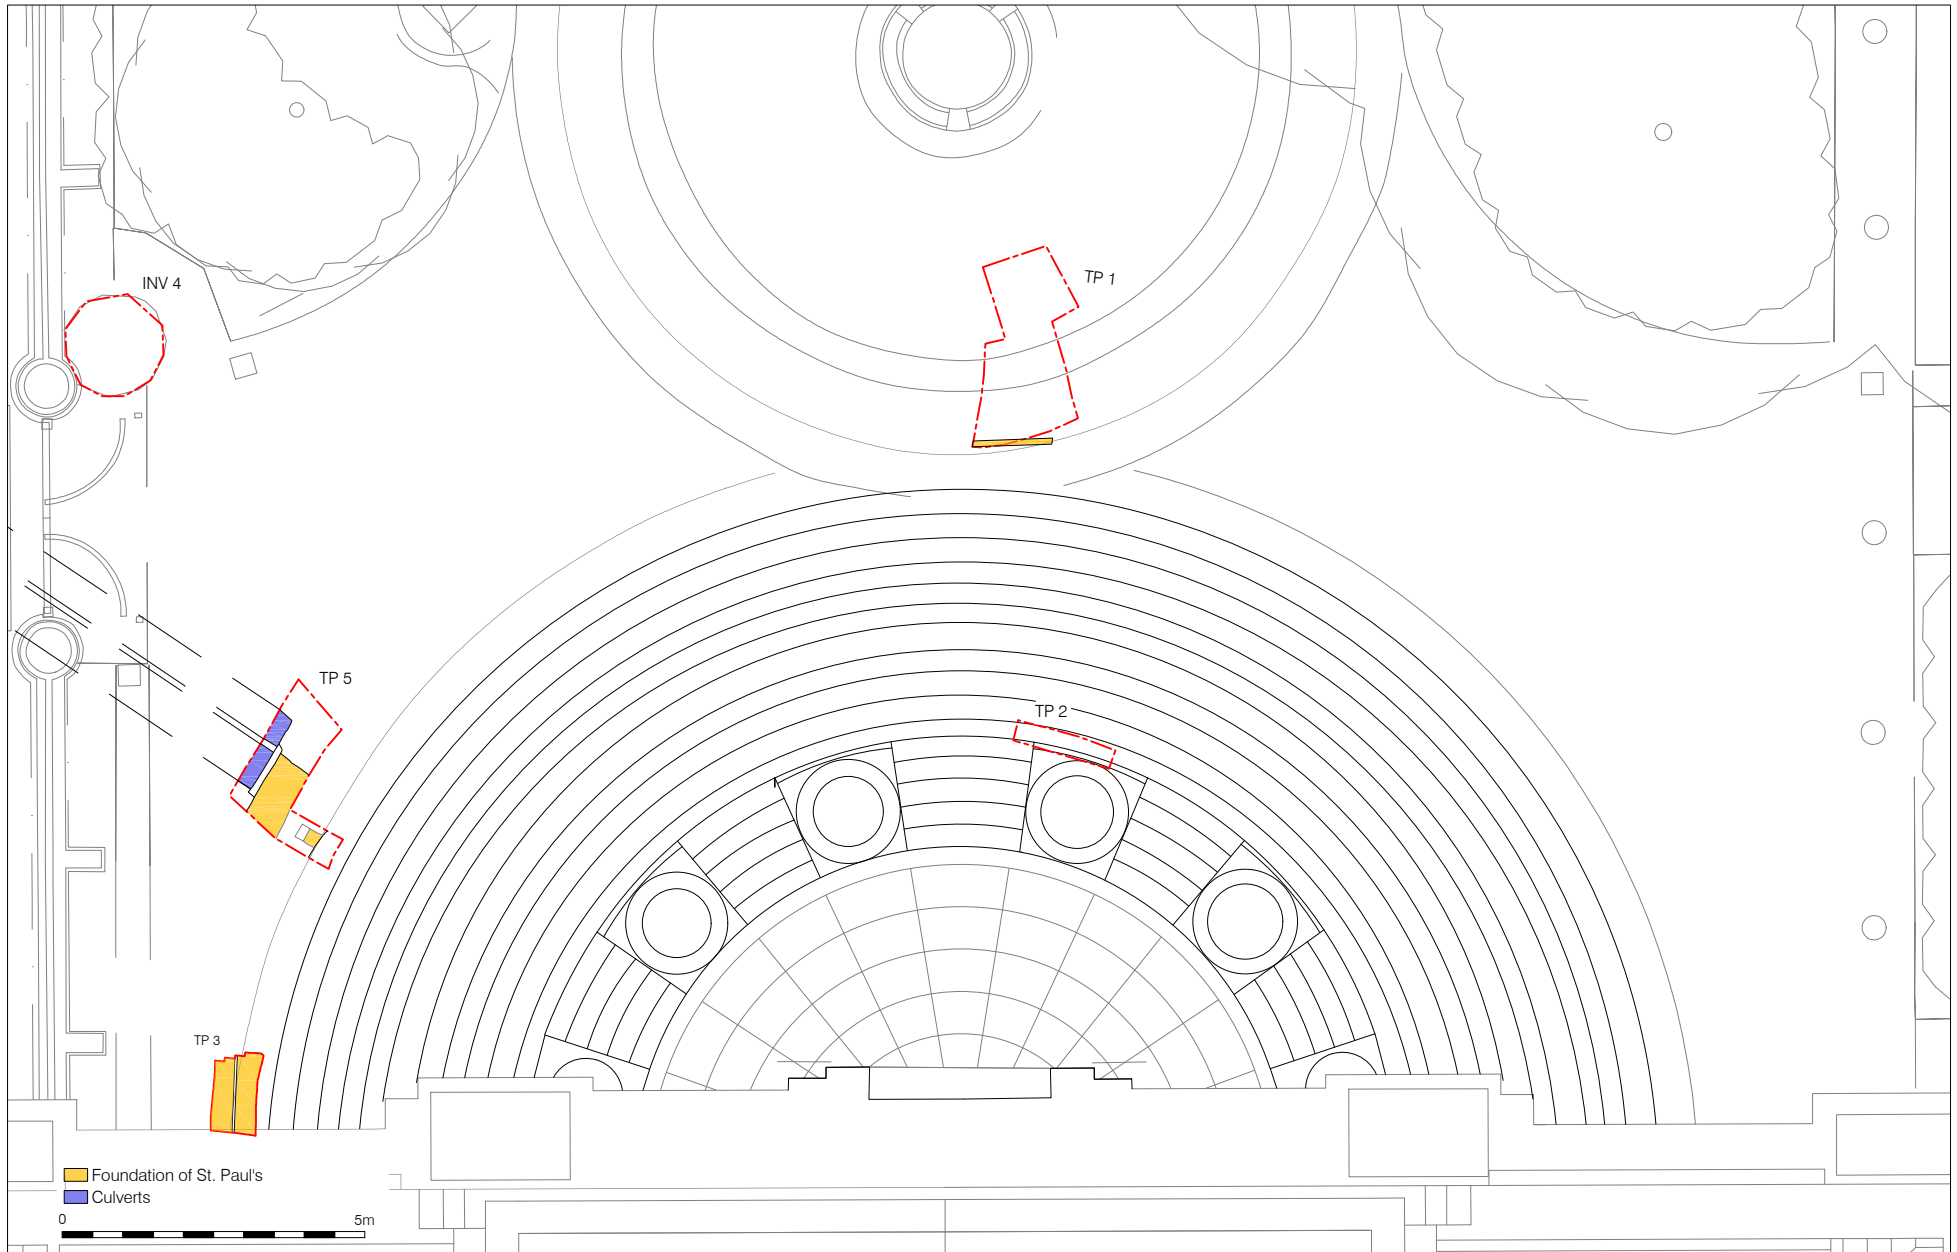 INV 4
TP 1
TP 5
TP 2
TP 3
Foundation of St. Paul's
Culverts
0 5m